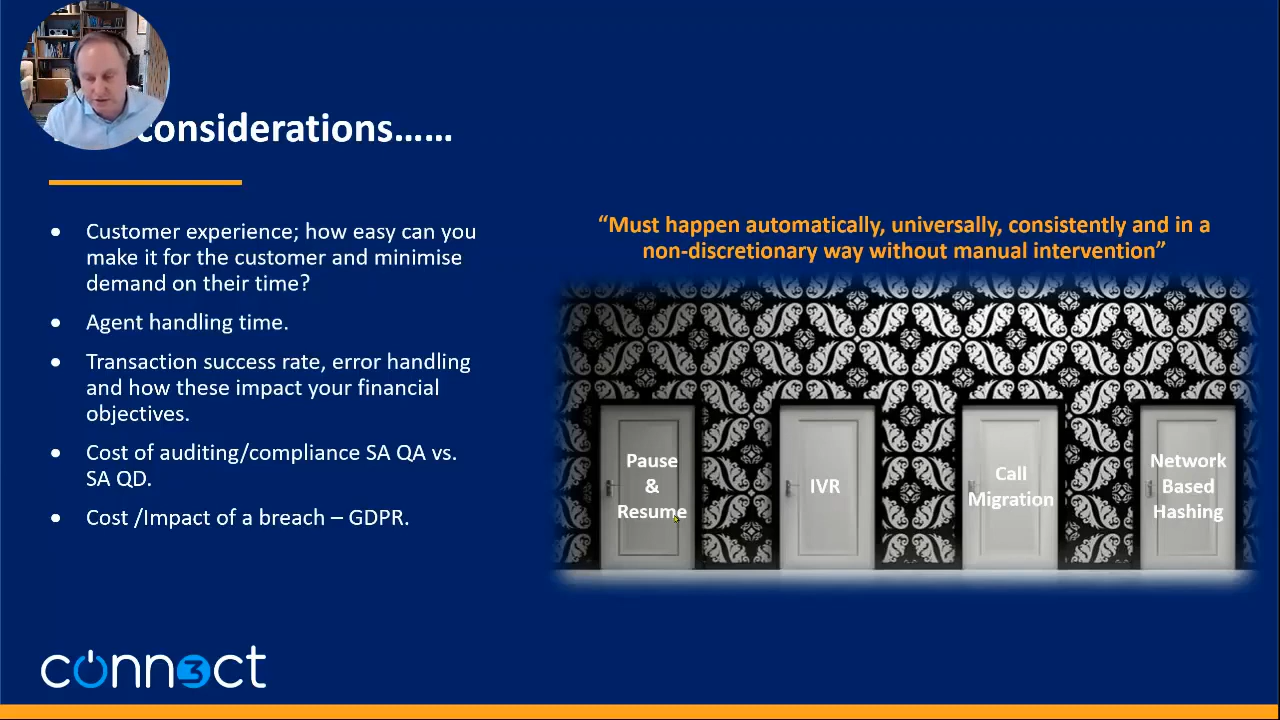 considerations......
• Customer experience; how easy can you
make it for the customer and minimise
demand on their time?
• Agent handling time.
• Transaction success rate, error handling
and how these impact your financial
objectives.
• Cost of auditing/compliance SA QA vs.
SA QD.
• Cost /Impact of a breach – GDPR.
“Must happen automatically, universally, consistently and in a
non-discretionary way without manual intervention”
Pause
&
Resume
IVR
Call
Migration
Network
Based
Hashing
conn3ct